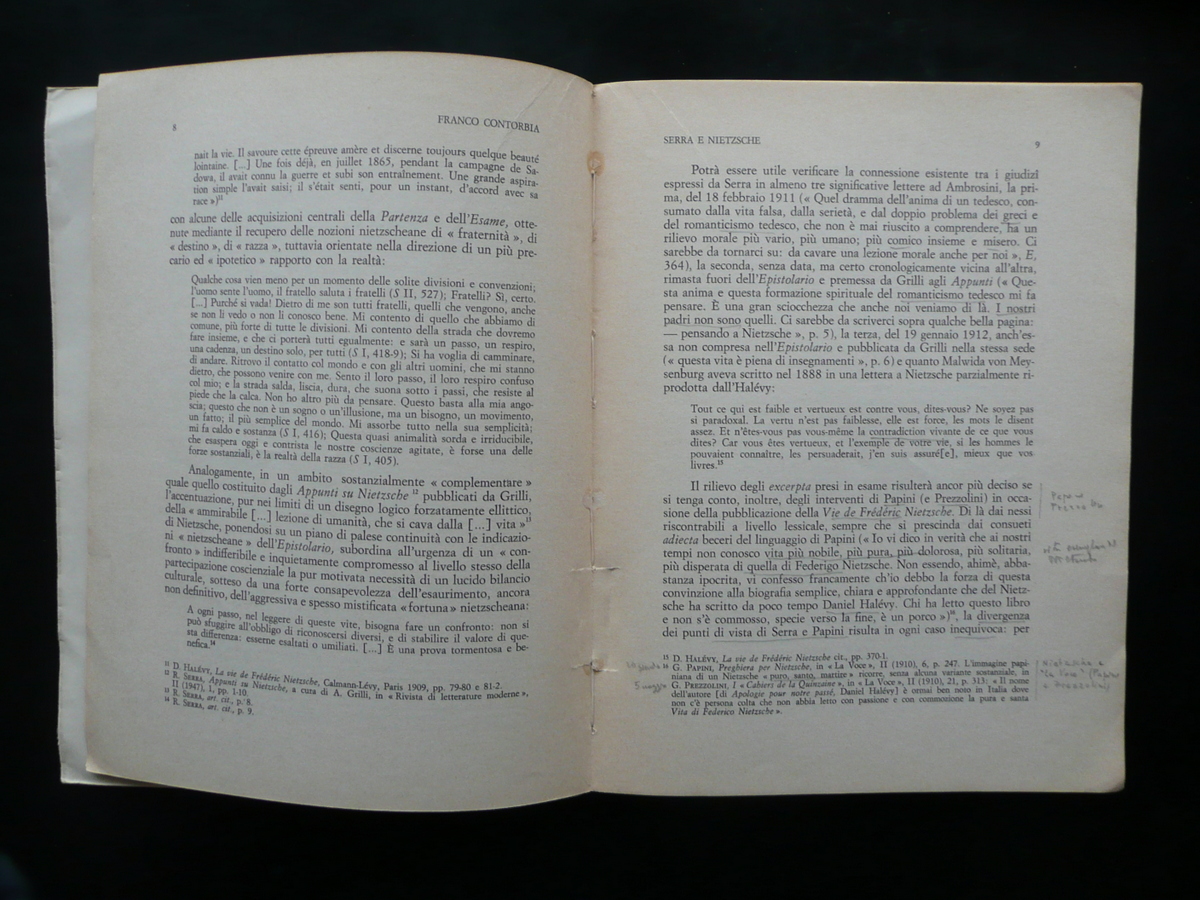 8
FRANCO CONTORBIA
nait la vie. Il savoure cette épreuve amère et discerne toujours quelque beauté
lointaine. [...] Une fois déjà, en juillet 1865, pendant la campagne de Sa-
dowa, il avait connu la guerre et subi son entraînement. Une grande aspira-
tion simple l'avait saisi; il s'était senti, pour un instant, d'accord avec sa
race »)¹¹
con alcune delle acquisizioni centrali della Partenza e dell'Esame, otte-
nute mediante il recupero delle nozioni nietzscheane di « fraternità », di
« destino », di « razza », tuttavia orientate nella direzione di un più pre-
cario ed « ipotetico » rapporto con la realtà:
Qualche cosa vien meno per un momento delle solite divisioni e convenzioni;
l'uomo sente l'uomo, il fratello saluta i fratelli (S II, 527); Fratelli? Sì, certo.
[...] Purché si vada! Dietro di me son tutti fratelli, quelli che vengono, anche
se non li vedo o non li conosco bene. Mi contento di quello che abbiamo di
comune, più forte di tutte le divisioni. Mi contento della strada che dovremo
fare insieme, e che ci porterà tutti egualmente: e sarà un passo, un respiro,
una cadenza, un destino solo, per tutti (S I, 418-9); Sì ha voglia di camminare,
di andare. Ritrovo il contatto col mondo e con gli altri uomini, che mi stanno
dietro, che possono venire con me. Sento il loro passo, il loro respiro confuso
col mio; e la strada salda, liscia, dura, che suona sotto i passi, che resiste al
piede che la calca. Non ho altro più da pensare. Questo basta alla mia ango-
scia; questo che non è un sogno o un'illusione, ma un bisogno, un movimento,
un fatto; il più semplice del mondo. Mi assorbe tutto nella sua semplicità;
mi fa caldo e sostanza (S I, 416); Questa quasi animalità sorda e irriducibile,
che esaspera oggi e contrista le nostre coscienze agitate, è forse una delle
forze sostanziali, è la realtà della razza (S I, 405).
Analogamente, in un ambito sostanzialmente « complementare »
quale quello costituito dagli Appunti su Nietzsche ¹² pubblicati da Grilli,
l'accentuazione, pur nei limiti di un disegno logico forzatamente ellittico,
della « ammirabile [...] lezione di umanità, che si cava dalla [...] vita »¹³
di Nietzsche, ponendosi su un piano di palese continuità con le indicazio-
ni « nietzscheane » dell'Epistolario, subordina all'urgenza di un « con-
fronto » indifferibile e inquietamente compromesso al livello stesso della
partecipazione coscienziale la pur motivata necessità di un lucido bilancio
culturale, sotteso da una forte consapevolezza dell'esaurimento, ancora
non definitivo, dell'aggressiva e spesso mistificata « fortuna » nietzscheana:
A ogni passo, nel leggere di queste vite, bisogna fare un confronto: non si
può sfuggire all'obbligo di riconoscersi diversi, e di stabilire il valore di que-
sta differenza: esserne esaltati o umiliati. [...] È una prova tormentosa e be-
nefica.¹⁴
¹¹ D. HALÉVY, La vie de Frédéric Nietzsche, Calmann-Lévy, Paris 1909, pp. 79-80 e 81-2.
¹² R. SERRA, Appunti su Nietzsche, a cura di A. Grilli, in « Rivista di letterature moderne »,
II (1947), 1, pp. 1-10.
¹³ R. SERRA, art. cit., p. 8.
¹⁴ R. SERRA, art. cit., p. 9.
SERRA E NIETZSCHE
9
Potrà essere utile verificare la connessione esistente tra i giudizî
espressi da Serra in almeno tre significative lettere ad Ambrosini, la pri-
ma, del 18 febbraio 1911 (« Quel dramma dell'anima di un tedesco, con-
sumato dalla vita falsa, dalla serietà, e dal doppio problema dei greci e
del romanticismo tedesco, che non è mai riuscito a comprendere, ha un
rilievo morale più vario, più umano; più comico insieme e misero. Ci
sarebbe da tornarci su: da cavare una lezione morale anche per noi », E,
364), la seconda, senza data, ma certo cronologicamente vicina all'altra,
rimasta fuori dell'Epistolario e premessa da Grilli agli Appunti (« Que-
sta anima e questa formazione spirituale del romanticismo tedesco mi fa
pensare. È una gran sciocchezza che anche noi veniamo di là. I nostri
padri non sono quelli. Ci sarebbe da scriverci sopra qualche bella pagina:
— pensando a Nietzsche », p. 5), la terza, del 19 gennaio 1912, anch'es-
sa non compresa nell'Epistolario e pubblicata da Grilli nella stessa sede
(« questa vita è piena di insegnamenti », p. 6) e quanto Malwida von Mey-
senburg aveva scritto nel 1888 in una lettera a Nietzsche parzialmente ri-
prodotta dall'Halévy:
Tout ce qui est faible et vertueux est contre vous, dites-vous? Ne soyez pas
si paradoxal. La vertu n'est pas faiblesse, elle est force, les mots le disent
assez. Et n'êtes-vous pas vous-même la contradiction vivante de ce que vous
dites? Car vous êtes vertueux, et l'exemple de votre vie, si les hommes le
pouvaient connaître, les persuaderait, j'en suis assuré[e], mieux que vos
livres.¹⁵
Il rilievo degli excerpta presi in esame risulterà ancor più deciso se
si tenga conto, inoltre, degli interventi di Papini (e Prezzolini) in occa-
sione della pubblicazione della Vie de Frédéric Nietzsche. Di là dai nessi
riscontrabili a livello lessicale, sempre che si prescinda dai consueti
adiecta beceri del linguaggio di Papini (« Io vi dico in verità che ai nostri
tempi non conosco vita più nobile, più pura, più dolorosa, più solitaria,
più disperata di quella di Federigo Nietzsche. Non essendo, ahimè, abba-
stanza ipocrita, vi confesso francamente ch'io debbo la forza di questa
convinzione alla biografia semplice, chiara e approfondante che del Nietz-
sche ha scritto da poco tempo Daniel Halévy. Chi ha letto questo libro
e non s'è commosso, specie verso la fine, è un porco »)¹⁶, la divergenza
dei punti di vista di Serra e Papini risulta in ogni caso inequivoca: per
¹⁵ D. HALÉVY, La vie de Frédéric Nietzsche cit., pp. 370-1.
¹⁶ G. PAPINI, Preghiera per Nietzsche, in « La Voce », II (1910), 6, p. 247. L'immagine papi-
niana di un Nietzsche « puro, santo, martire » ricorre, senza alcuna variante sostanziale, in
G. PREZZOLINI, I « Cahiers de la Quinzaine », in « La Voce », II (1910), 21, p. 313: « Il nome
dell'autore [di Apologie pour notre passé, Daniel Halévy] è ormai ben noto in Italia dove
non c'è persona colta che non abbia letto con passione e con commozione la pura e santa
Vita di Federico Nietzsche ».
Nietzsche e
"La Voce" (Papini
e Prezzolini)